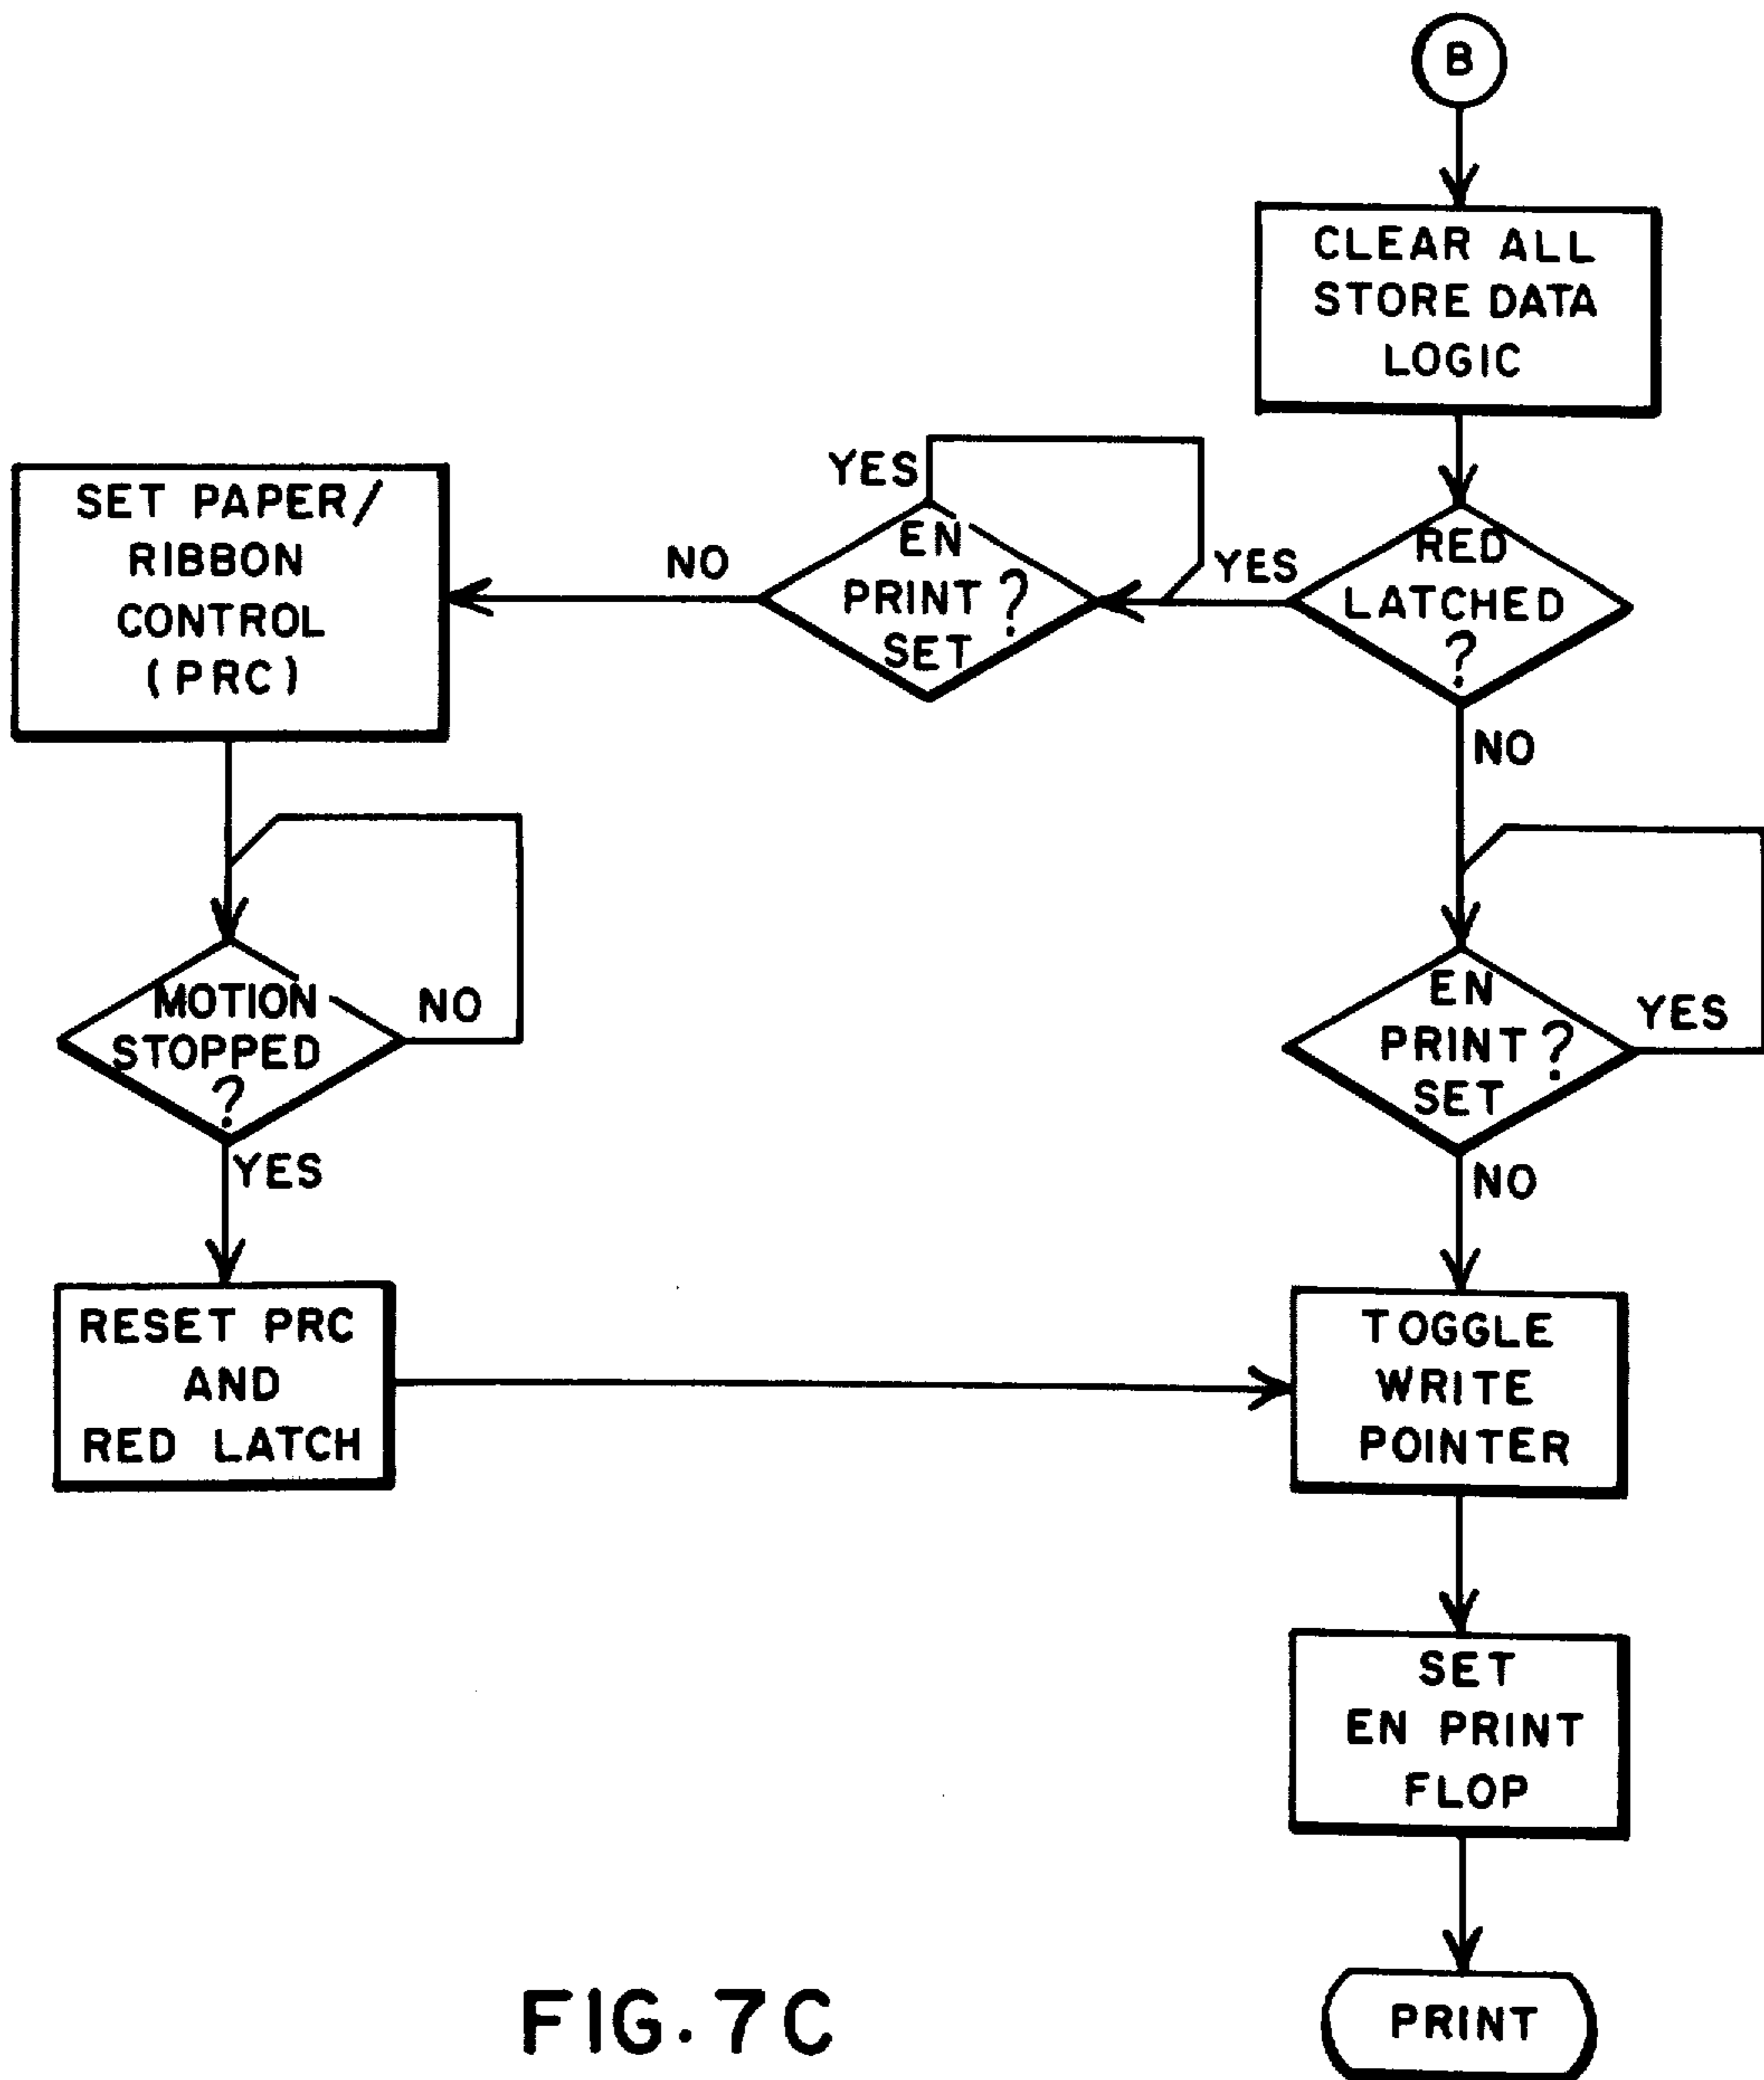 B
CLEAR ALL
STORE DATA
LOGIC
RED
LATCHED
?
YES
NO
EN
PRINT ?
SET
YES
NO
SET PAPER/
RIBBON
CONTROL
(PRC)
MOTION
STOPPED
?
NO
YES
RESET PRC
AND
RED LATCH
EN
PRINT ?
SET
YES
NO
TOGGLE
WRITE
POINTER
SET
EN PRINT
FLOP
PRINT
FIG. 7C